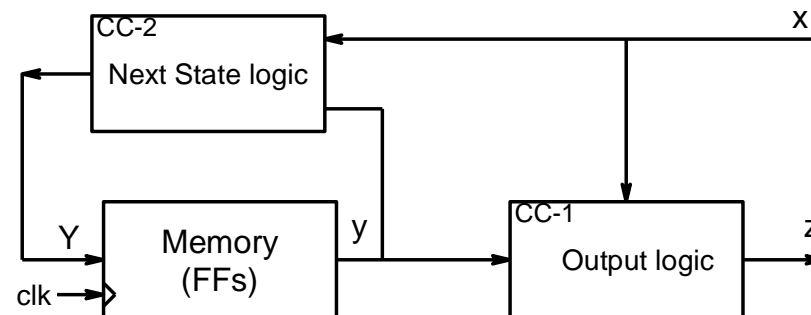 CC-2
x
Next State logic
CC-1
Y
Memory
(FFs)
y
Output logic
z
clk